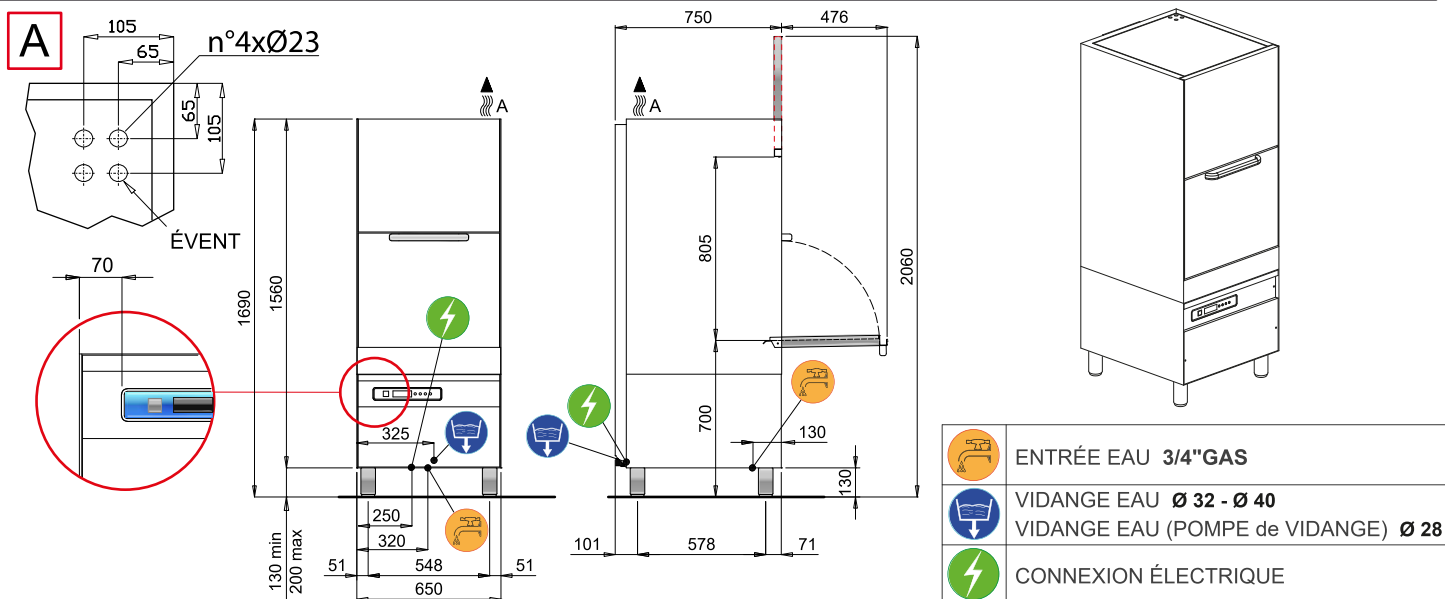 A
105
65
n°4xØ23
65
105
ÉVENT
70
A
1690
1560
325
250
320
130 min
200 max
51
548
51
650
750
476
A
805
2060
700
130
130
101
578
71
ENTRÉE EAU 3/4"GAS
VIDANGE EAU Ø 32 - Ø 40
VIDANGE EAU (POMPE de VIDANGE) Ø 28
CONNEXION ÉLECTRIQUE